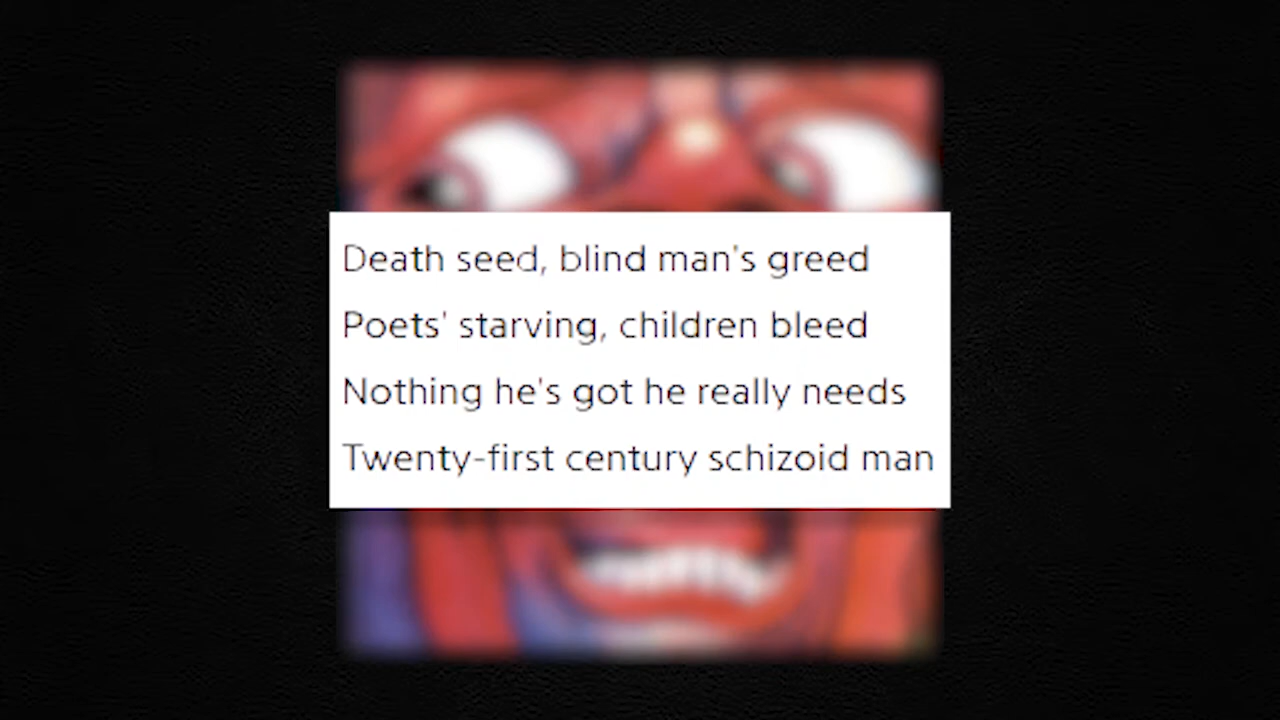 Death seed, blind man's greed
Poets' starving, children bleed
Nothing he's got he really needs
Twenty-first century schizoid man